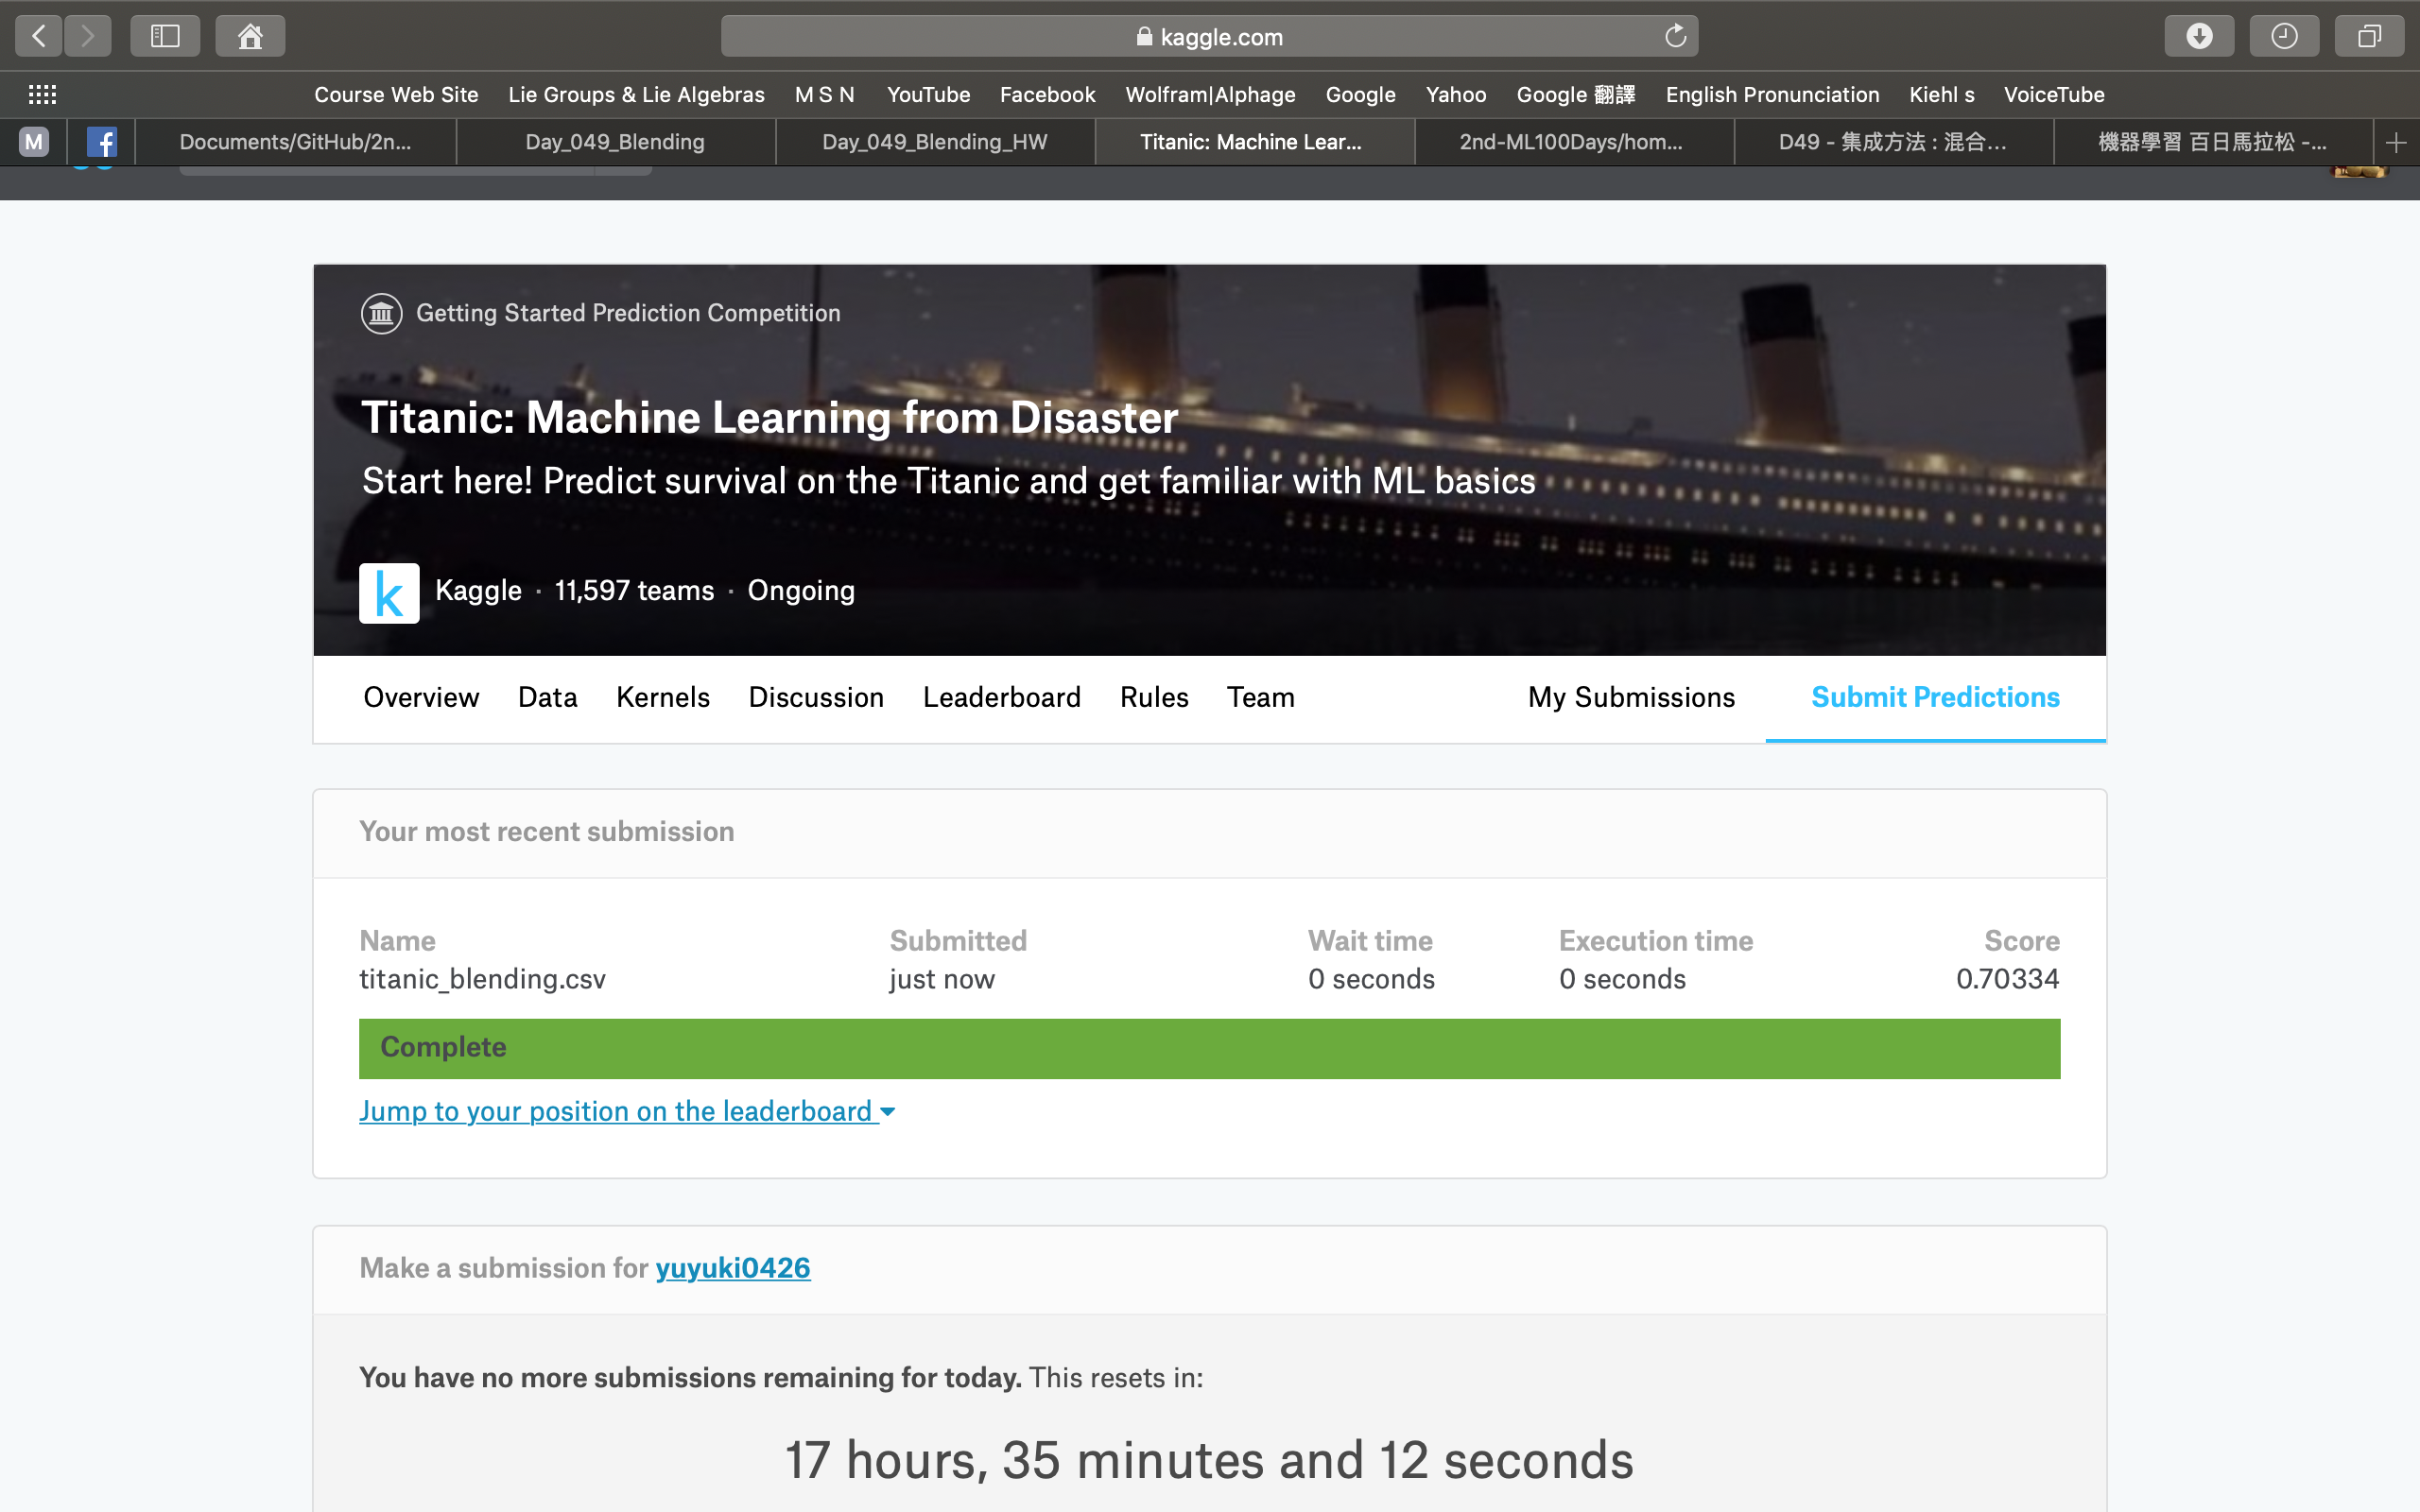 kaggle.com
Course Web Site Lie Groups & Lie Algebras M S N YouTube Facebook Wolfram|Alphage Google Yahoo Google 翻譯 English Pronunciation Kiehl s VoiceTube
M f Documents/GitHub/2n... Day_049_Blending Day_049_Blending_HW Titanic: Machine Lear... 2nd-ML100Days/hom... D49 - 集成方法 : 混合... 機器學習 百日馬拉松 -...
Getting Started Prediction Competition
Titanic: Machine Learning from Disaster
Start here! Predict survival on the Titanic and get familiar with ML basics
k Kaggle · 11,597 teams · Ongoing
Overview Data Kernels Discussion Leaderboard Rules Team My Submissions Submit Predictions
Your most recent submission
Name Submitted Wait time Execution time Score
titanic_blending.csv just now 0 seconds 0 seconds 0.70334
Complete
Jump to your position on the leaderboard
Make a submission for yuyuki0426
You have no more submissions remaining for today. This resets in:
17 hours, 35 minutes and 12 seconds